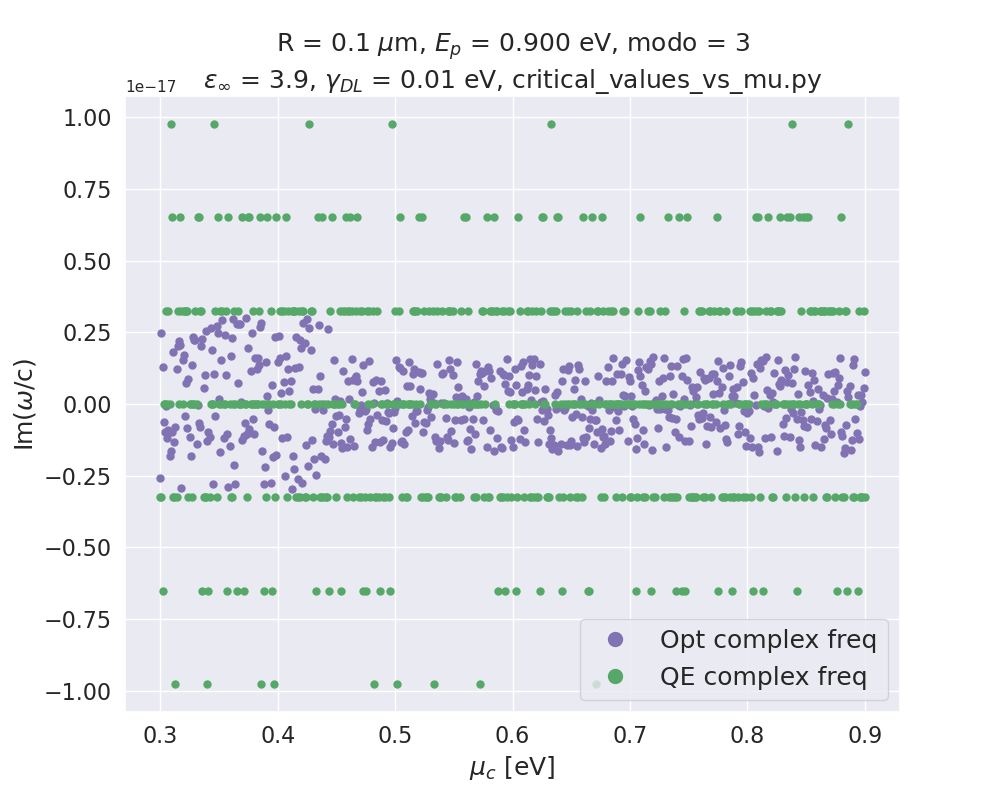 R = 0.1 μm, E_p = 0.900 eV, modo = 3
ε_∞ = 3.9, γ_DL = 0.01 eV, critical_values_vs_mu.py
1e−17
1.00
0.75
0.50
0.25
0.00
−0.25
−0.50
−0.75
−1.00
Im(ω/c)
Opt complex freq
QE complex freq
0.3 0.4 0.5 0.6 0.7 0.8 0.9
μ_c [eV]